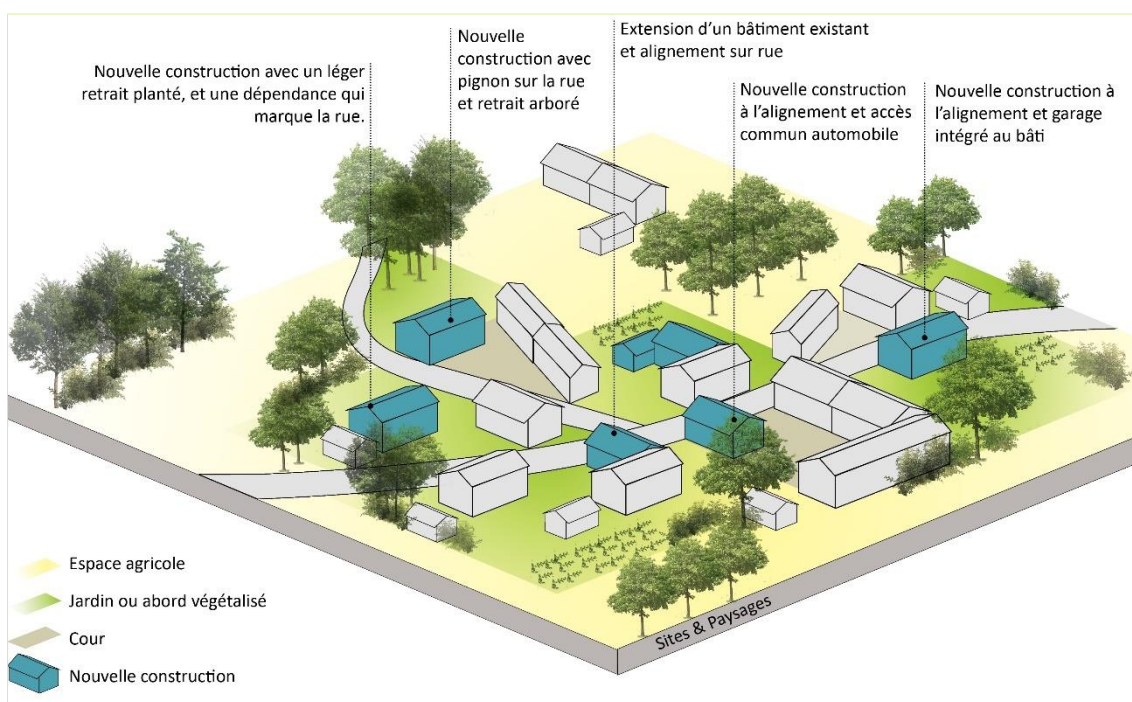 Nouvelle construction avec un léger
retrait planté, et une dépendance qui
marque la rue.
Nouvelle
construction avec
pignon sur la rue
et retrait arboré
Extension d'un bâtiment existant
et alignement sur rue
Nouvelle construction
à l'alignement et accès
commun automobile
Nouvelle construction à
l'alignement et garage
intégré au bâti
Espace agricole
Jardin ou abord végétalisé
Cour
Nouvelle construction
Sites & Paysages